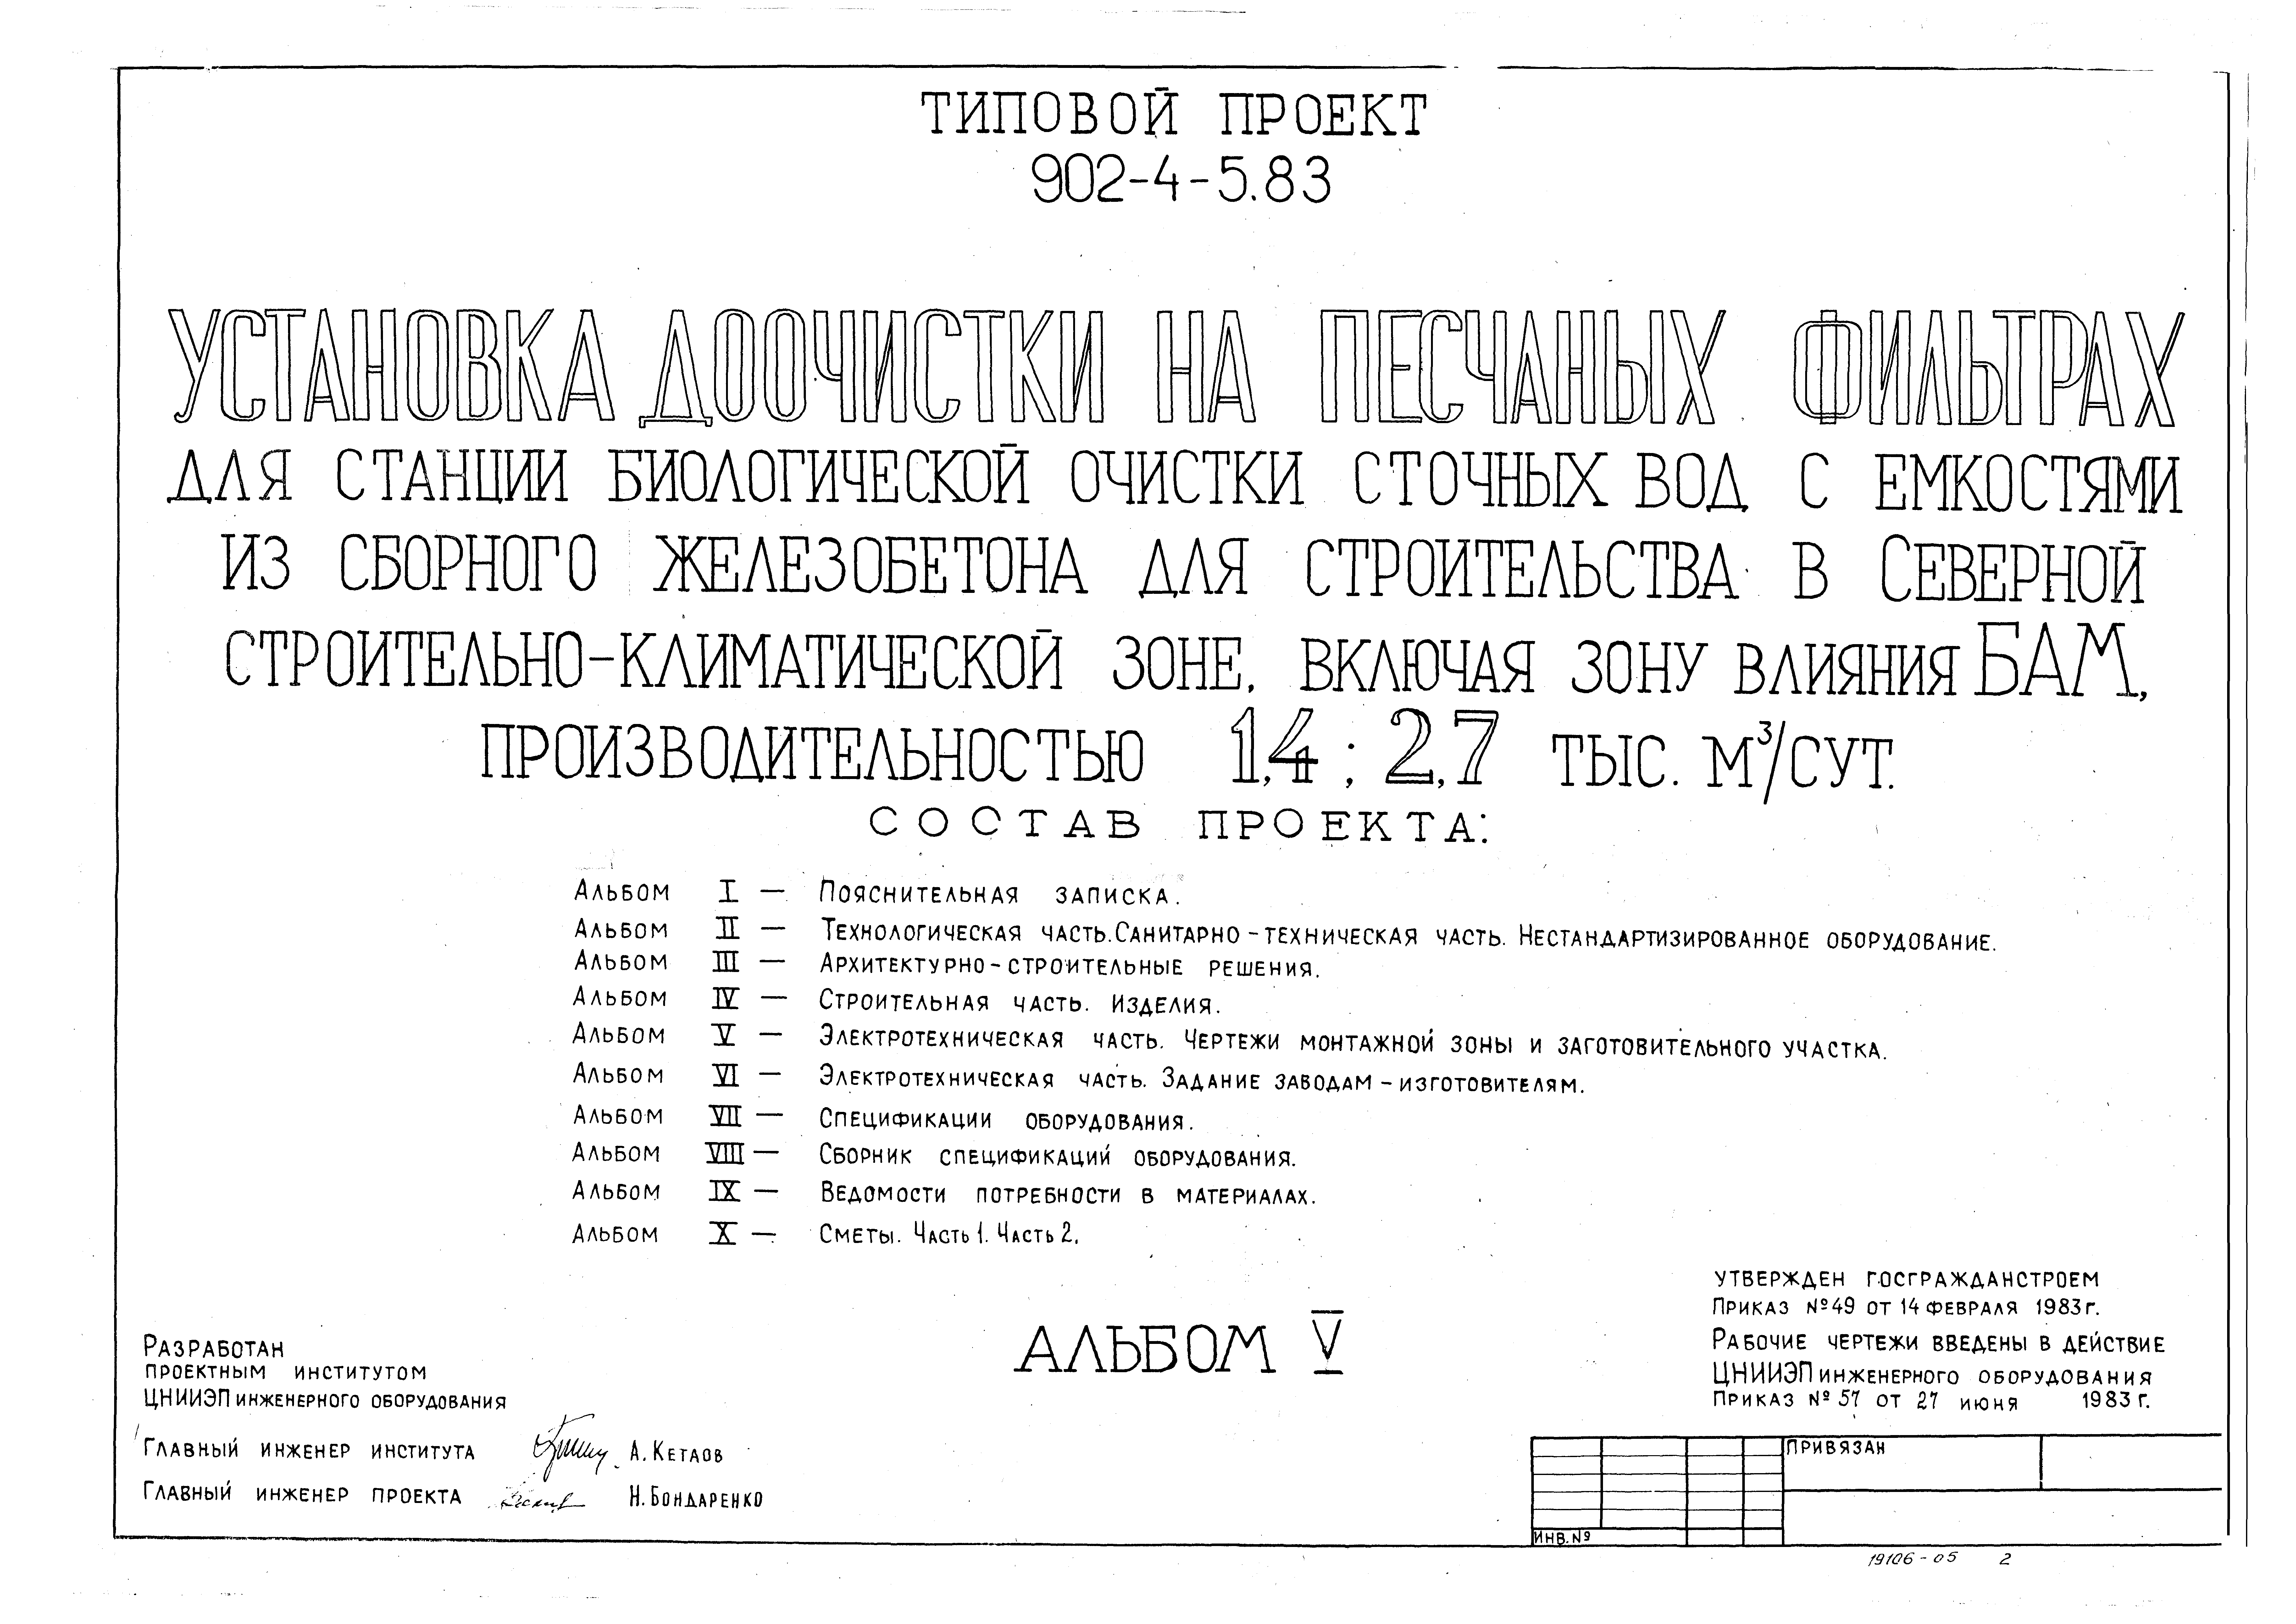 ТИПОВОЙ ПРОЕКТ
902-4-5.83
УСТАНОВКА ДООЧИСТКИ НА ПЕСЧАНЫХ ФИЛЬТРАХ
ДЛЯ СТАНЦИИ БИОЛОГИЧЕСКОЙ ОЧИСТКИ СТОЧНЫХ ВОД С ЕМКОСТЯМИ
ИЗ СБОРНОГО ЖЕЛЕЗОБЕТОНА ДЛЯ СТРОИТЕЛЬСТВА В СЕВЕРНОЙ
СТРОИТЕЛЬНО-КЛИМАТИЧЕСКОЙ ЗОНЕ, ВКЛЮЧАЯ ЗОНУ ВЛИЯНИЯ БАМ,
ПРОИЗВОДИТЕЛЬНОСТЬЮ 1,4; 2,7 ТЫС. М³/СУТ.
СОСТАВ ПРОЕКТА:
Альбом I — Пояснительная записка.
Альбом II — Технологическая часть. Санитарно-техническая часть. Нестандартизированное оборудование.
Альбом III — Архитектурно-строительные решения.
Альбом IV — Строительная часть. Изделия.
Альбом V — Электротехническая часть. Чертежи монтажной зоны и заготовительного участка.
Альбом VI — Электротехническая часть. Задание заводам-изготовителям.
Альбом VII — Спецификации оборудования.
Альбом VIII — Сборник спецификаций оборудования.
Альбом IX — Ведомости потребности в материалах.
Альбом X — Сметы. Часть 1. Часть 2.
АЛЬБОМ V
Разработан
проектным институтом
ЦНИИЭП инженерного оборудования
Главный инженер института А. Кетаов
Главный инженер проекта Н. Бондаренко
УТВЕРЖДЕН ГОСГРАЖДАНСТРОЕМ
Приказ №49 от 14 февраля 1983г.
Рабочие чертежи введены в действие
ЦНИИЭП инженерного оборудования
Приказ № 57 от 27 июня 1983г.
ПРИВЯЗАН
ИНВ. №
19106-05 2